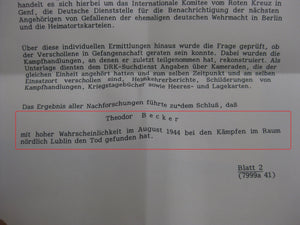 handelt es sich hierbei um das Internationale Komitee vom Roten Kreuz in
Genf, die Deutsche Dienststelle für die Benachrichtigung der nächsten
Angehörigen von Gefallenen der ehemaligen deutschen Wehrmacht in Berlin
und die Heimatortskarteien.
Über diese individuellen Ermittlungen hinaus wurde die Frage geprüft, ob
der Verschollene in Gefangenschaft geraten sein konnte. Dazu wurden die
Kampfhandlungen, an denen er zuletzt teilgenommen hat, rekonstruiert. Als
Unterlage dienten dem DRK-Suchdienst Angaben über Kameraden, die der
gleichen Einheit angehört hatten und zum selben Zeitpunkt und am selben
Einsatzort verschollen sind, Heimkehrerberichte, Schilderungen von
Kampfhandlungen, Kriegstagebücher sowie Heeres- und Lagekarten.
Das Ergebnis aller Nachforschungen führte zu dem Schluß, daß
Theodor B e c k e r
mit hoher Wahrscheinlichkeit im August 1944 bei den Kämpfen im Raum
nördlich Lublin den Tod gefunden hat.
Blatt 2
(7999a 41)